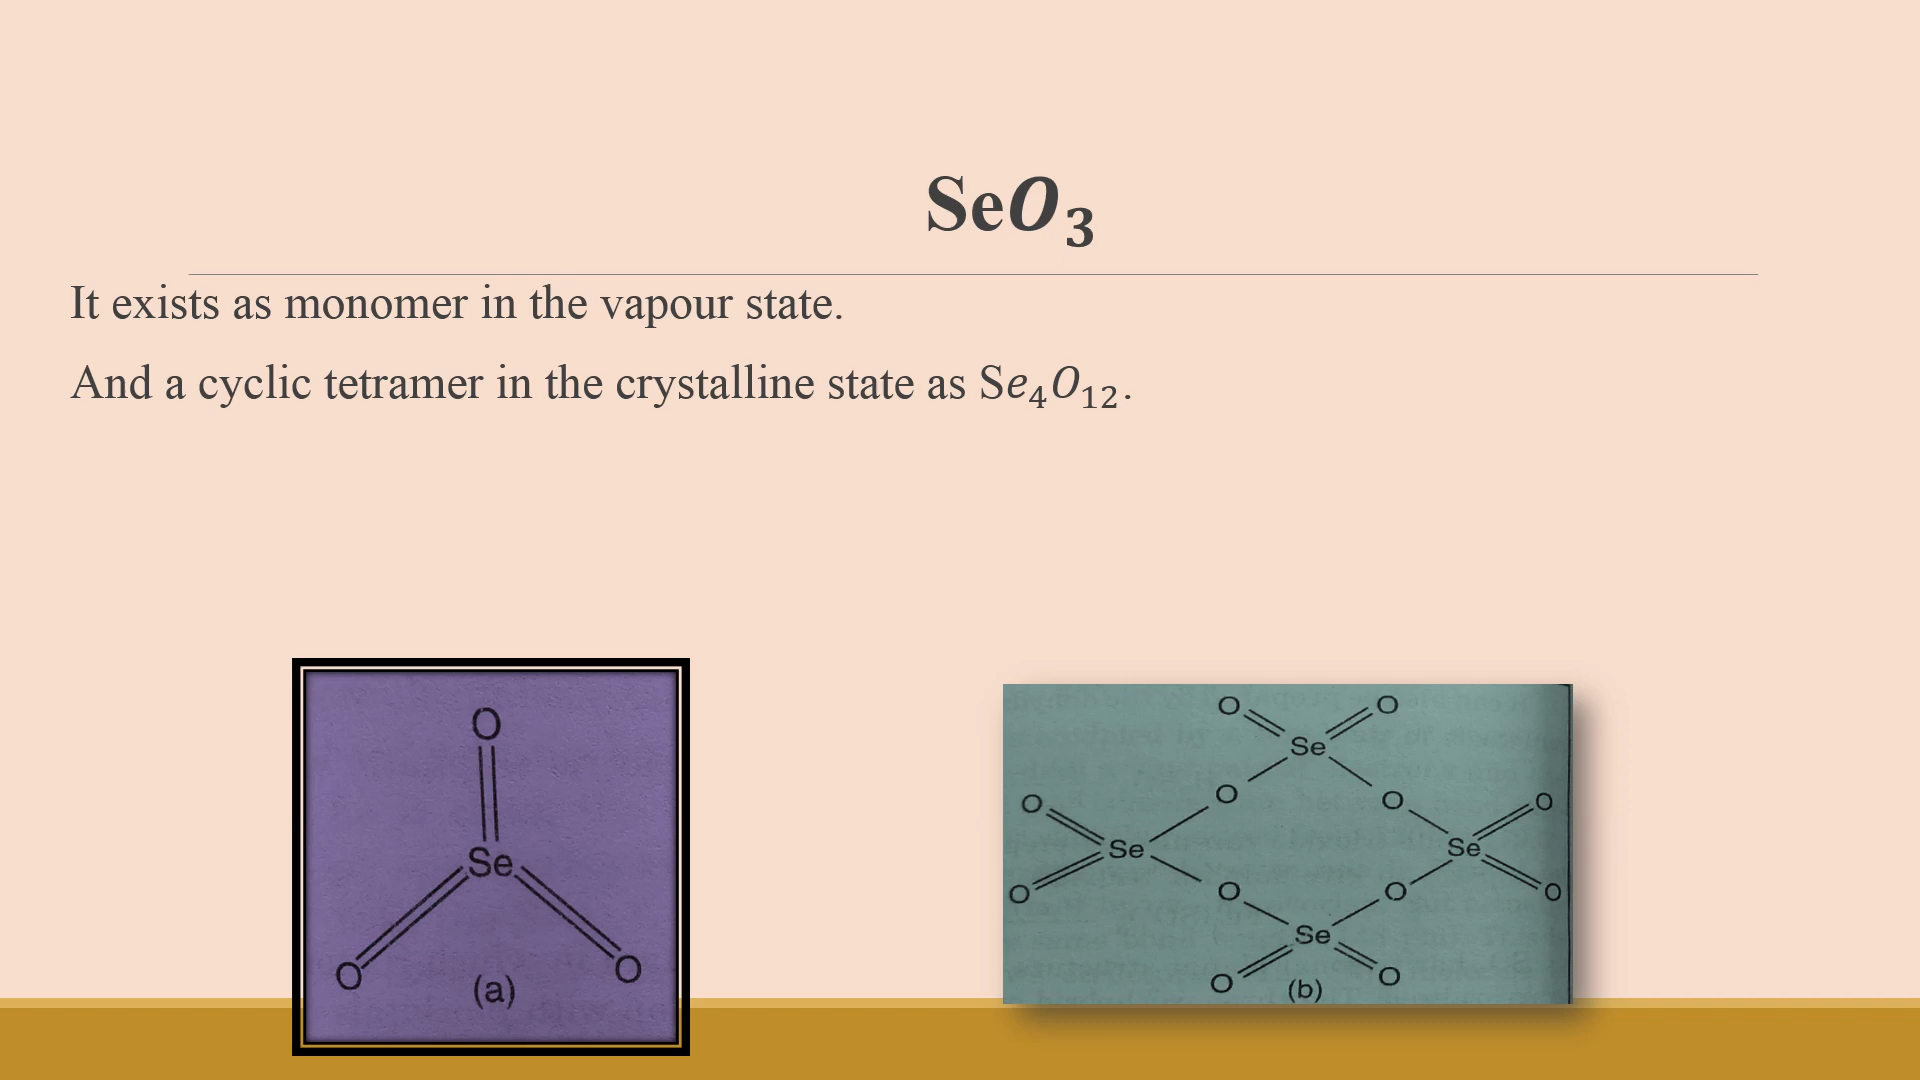 SeO₃
It exists as monomer in the vapour state.
And a cyclic tetramer in the crystalline state as Se₄O₁₂.
O
Se
O O
(a)
O O
Se
O O
O O
Se Se
O O O O
Se
O O
(b)